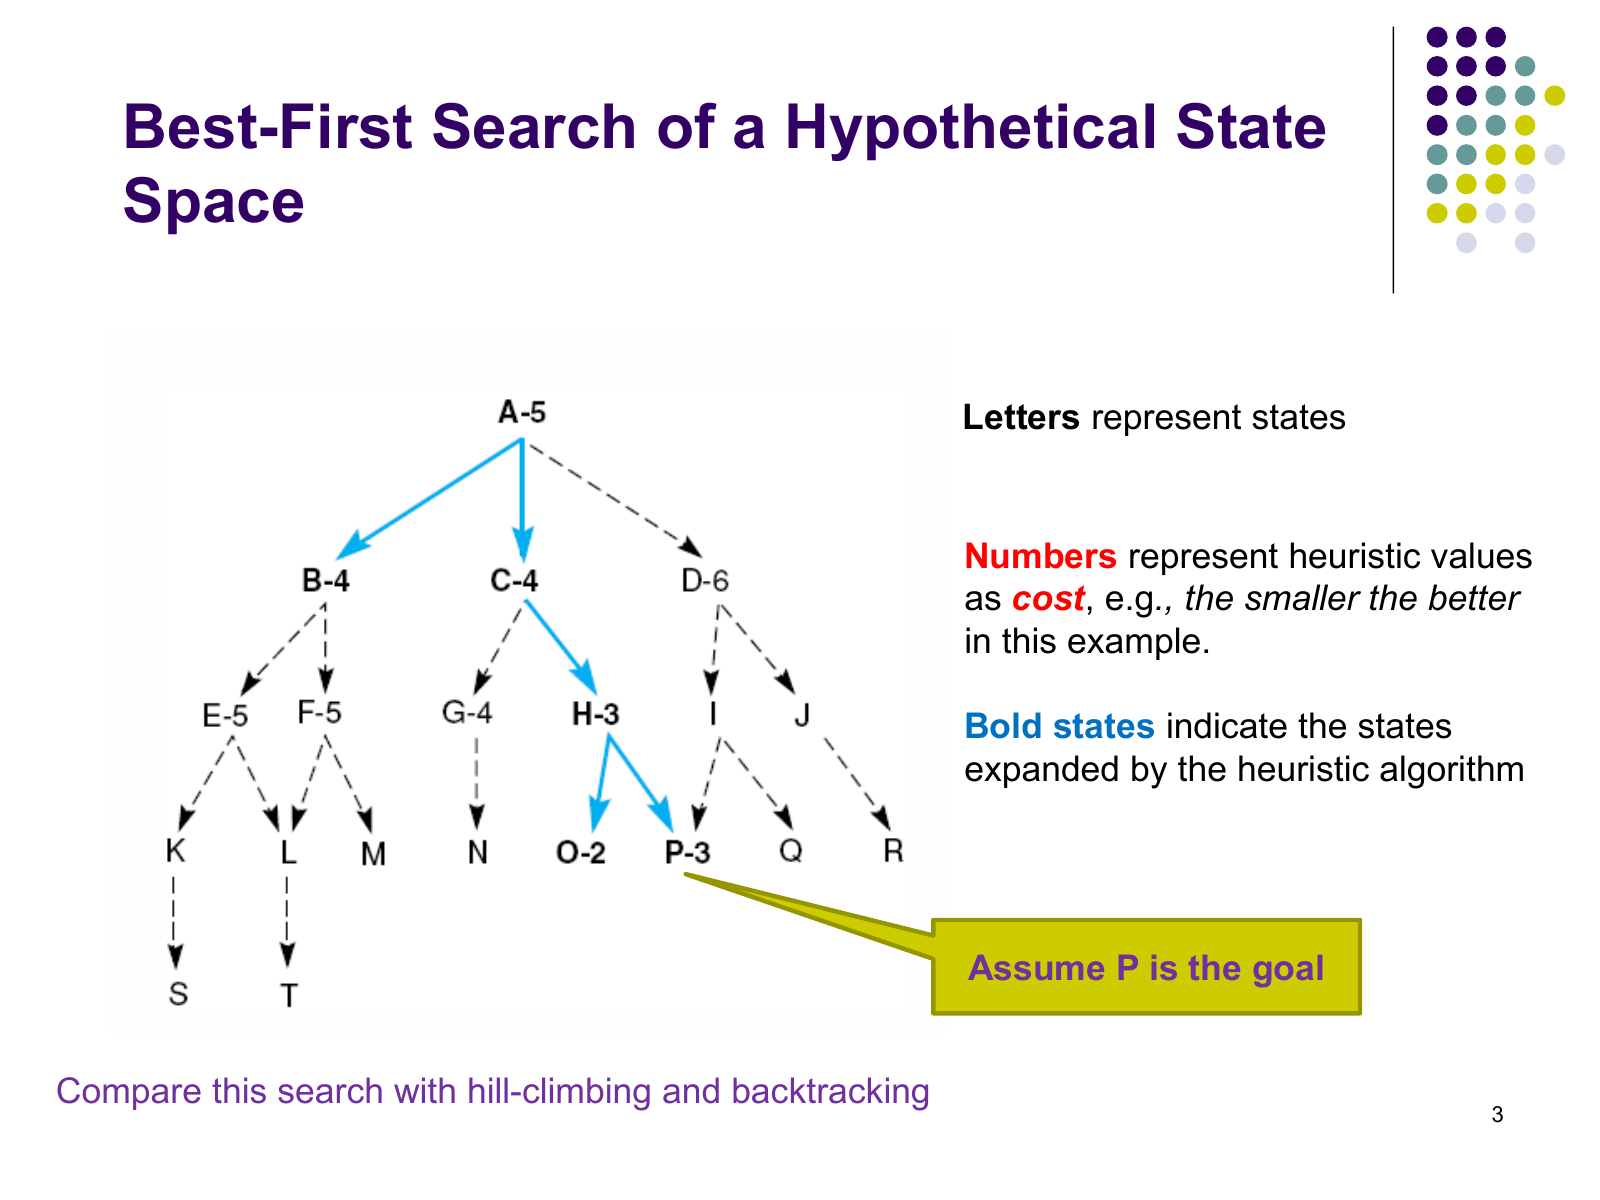 Best-First Search of a Hypothetical State
Space
A-5
Letters represent states
B-4 C-4 D-6
Numbers represent heuristic values
as cost, e.g., the smaller the better
in this example.
E-5 F-5 G-4 H-3 I J
Bold states indicate the states
expanded by the heuristic algorithm
K L M N O-2 P-3 Q R
Assume P is the goal
S T
Compare this search with hill-climbing and backtracking
3